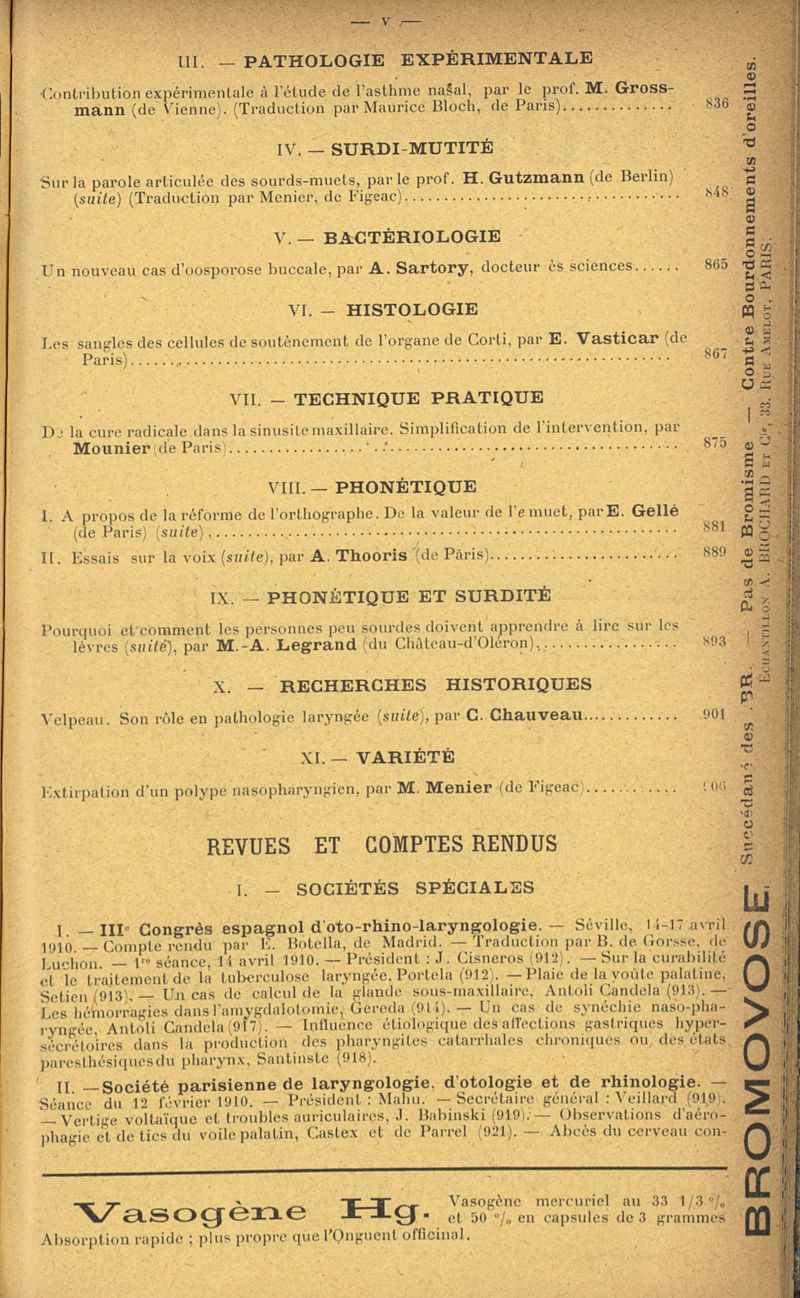 — V —
III. — PATHOLOGIE EXPÉRIMENTALE
Contribution expérimentale à l'étude de l'asthme nasal, par le prof. M. Gross-
mann (de Vienne). (Traduction par Maurice Bloch, de Paris)............ 836
IV. — SURDI-MUTITÉ
Sur la parole articulée des sourds-muets, par le prof. H. Gutzmann (de Berlin)
(suite) (Traduction par Menier, de Figeac)............ 848
V. — BACTÉRIOLOGIE
Un nouveau cas d'oosporose buccale, par A. Sartory, docteur ès sciences...... 865
VI. — HISTOLOGIE
Les sangles des cellules de soutènement de l'organe de Corti, par E. Vasticar (de
Paris)............ 867
VII. — TECHNIQUE PRATIQUE
De la cure radicale dans la sinusite maxillaire. Simplification de l'intervention, par
Mounier (de Paris)............ 875
VIII. — PHONÉTIQUE
I. A propos de la réforme de l'orthographe. De la valeur de l'e muet, par E. Gellé
(de Paris) (suite)............ 881
II. Essais sur la voix (suite), par A. Thooris (de Paris)............ 889
IX. — PHONÉTIQUE ET SURDITÉ
Pourquoi et comment les personnes peu sourdes doivent apprendre à lire sur les
lèvres (suite), par M.-A. Legrand (du Château-d'Oléron)............ 893
X. — RECHERCHES HISTORIQUES
Velpeau. Son rôle en pathologie laryngée (suite), par C. Chauveau............ 901
XI. — VARIÉTÉ
Extirpation d'un polype nasopharyngien, par M. Menier (de Figeac)............ 906
REVUES ET COMPTES RENDUS
I. — SOCIÉTÉS SPÉCIALES
I. — IIIe Congrès espagnol d'oto-rhino-laryngologie. — Séville, 14-17 avril
1910. — Compte rendu par E. Botella, de Madrid. — Traduction par B. de Gorsse, de
Luchon. — 1re séance, 14 avril 1910. — Président : J. Cisneros (912). — Sur la curabilité
et le traitement de la tuberculose laryngée, Portela (912). — Plaie de la voûte palatine,
Setien (913). — Un cas de calcul de la glande sous-maxillaire, Antoli Candela (913). —
Les hémorragies dans l'amygdalotomie, Gereda (914). — Un cas de synéchie naso-pha-
ryngée, Antoli Candela (917). — Influence étiologique des affections gastriques hyper-
sécrétoires dans la production des pharyngites catarrhales chroniques ou des états
paresthésiques du pharynx, Santinste (918).
II. — Société parisienne de laryngologie, d'otologie et de rhinologie. —
Séance du 12 février 1910. — Président : Mahu. — Secrétaire général : Veillard (919).
— Vertige voltaïque et troubles auriculaires, J. Babinski (919). — Observations d'aéro-
phagie et de tics du voile palatin, Castex et de Parrel (921). — Abcès du cerveau con-
Vasogène Hg. Vasogène mercuriel au 33 1/3 %
et 50 % en capsules de 3 grammes
Absorption rapide ; plus propre que l'Onguent officinal.
BROMOVOSE. Succédané des BR. — Pas de Bromisme — Contre Bourdonnements d'oreilles.
ÉCHANTILLON A. BROCHARD ET Cie, 33, RUE AMELOT, PARIS.